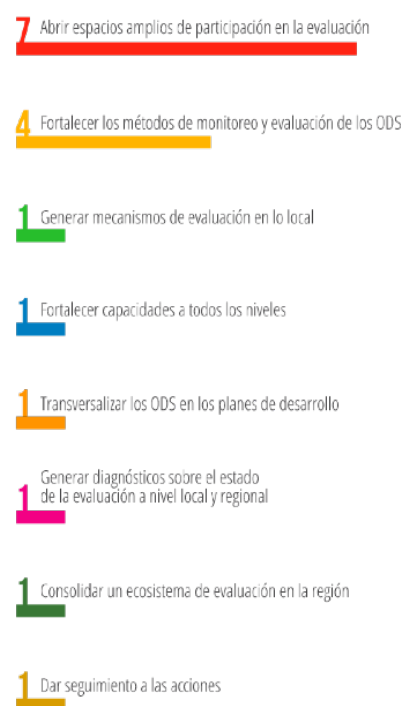 7 Abrir espacios amplios de participación en la evaluación
4 Fortalecer los métodos de monitoreo y evaluación de los ODS
1 Generar mecanismos de evaluación en lo local
1 Fortalecer capacidades a todos los niveles
1 Transversalizar los ODS en los planes de desarrollo
1 Generar diagnósticos sobre el estado
de la evaluación a nivel local y regional
1 Consolidar un ecosistema de evaluación en la región
1 Dar seguimiento a las acciones